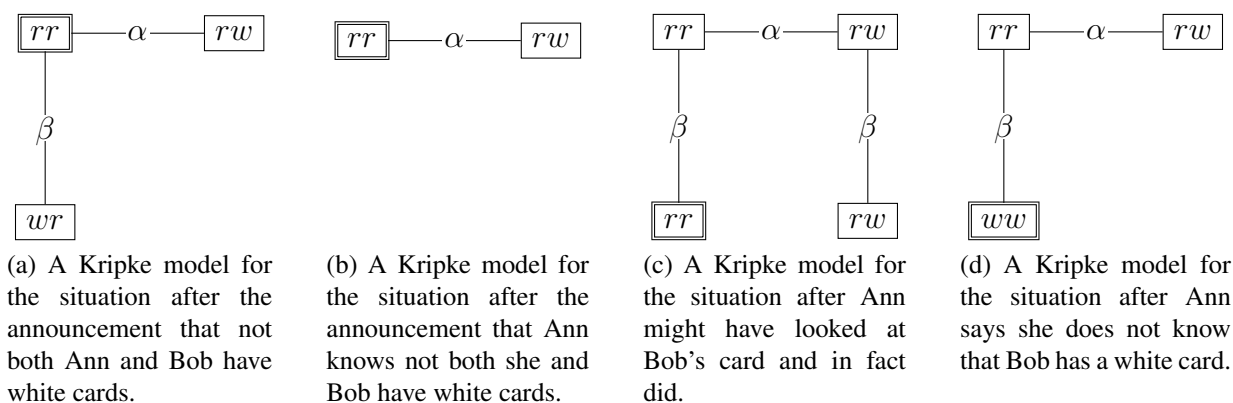 rr α rw
β
wr
(a) A Kripke model for
the situation after the
announcement that not
both Ann and Bob have
white cards.
rr α rw
(b) A Kripke model for
the situation after the
announcement that Ann
knows not both she and
Bob have white cards.
rr α rw
β β
rr rw
(c) A Kripke model for
the situation after Ann
might have looked at
Bob's card and in fact
did.
rr α rw
β
ww
(d) A Kripke model for
the situation after Ann
says she does not know
that Bob has a white card.